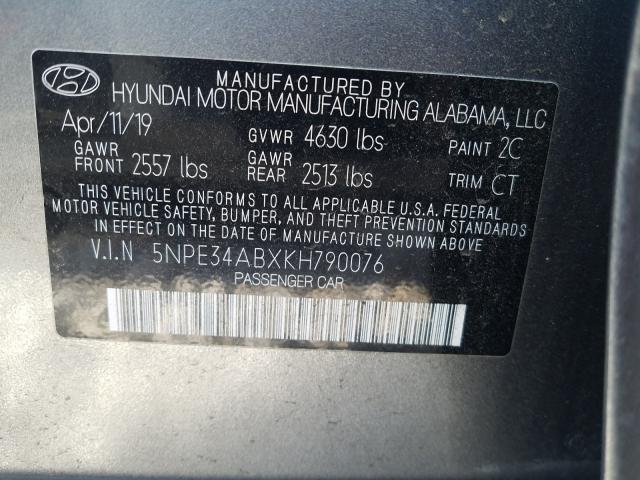 MANUFACTURED BY
HYUNDAI MOTOR MANUFACTURING ALABAMA, LLC
Apr/11/19 GVWR 4630 lbs PAINT 2C
GAWR FRONT 2557 lbs GAWR REAR 2513 lbs TRIM CT
THIS VEHICLE CONFORMS TO ALL APPLICABLE U.S.A. FEDERAL
MOTOR VEHICLE SAFETY, BUMPER, AND THEFT PREVENTION STANDARDS
IN EFFECT ON THE DATE OF MANUFACTURE SHOWN ABOVE.
V.I.N 5NPE34ABXKH790076
PASSENGER CAR